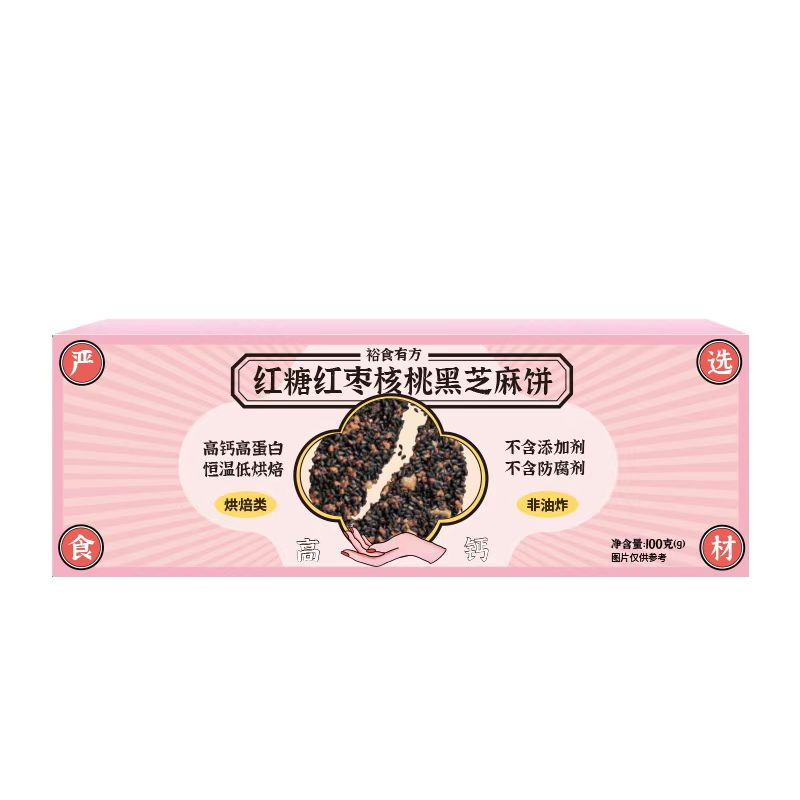 裕食有方
严
选
红糖红枣核桃黑芝麻饼
高钙高蛋白
恒温低烘焙
烘焙类
不含添加剂
不含防腐剂
非油炸
高
钙
食
材
净含量:100克(g)
图片仅供参考